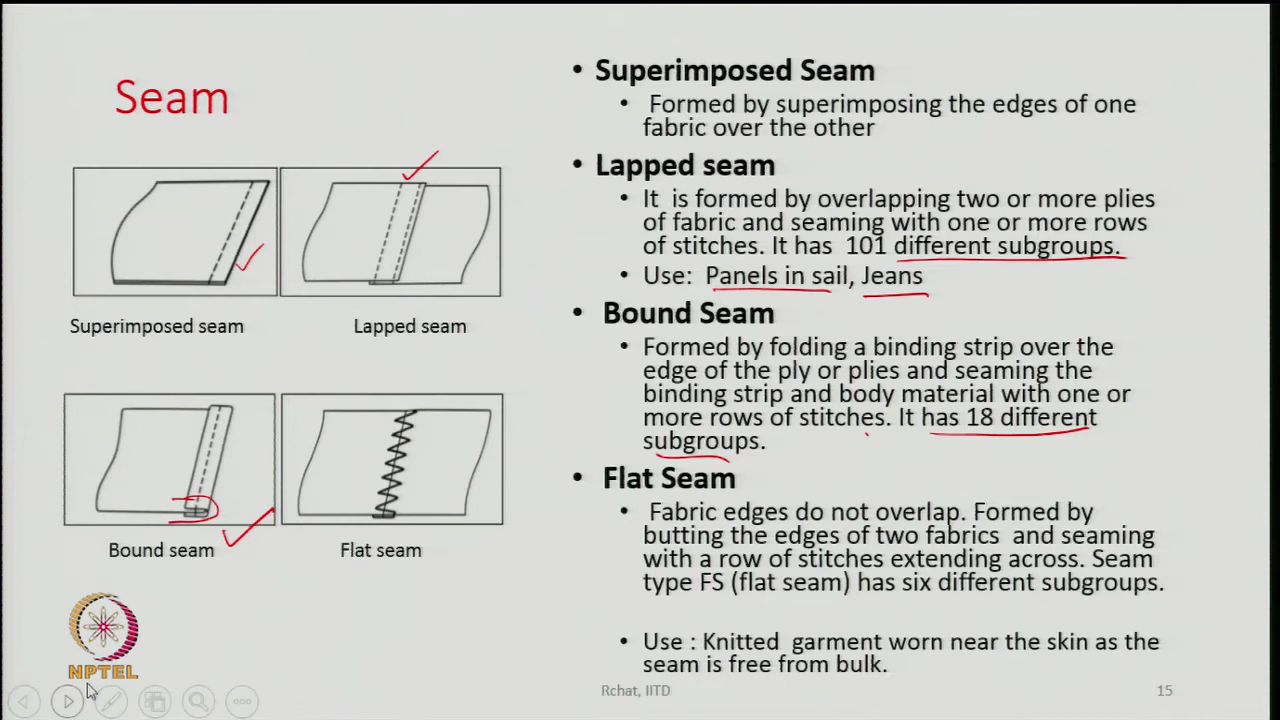 Seam
Superimposed seam
Lapped seam
Bound seam
Flat seam
• Superimposed Seam
• Formed by superimposing the edges of one
fabric over the other
• Lapped seam
• It is formed by overlapping two or more plies
of fabric and seaming with one or more rows
of stitches. It has 101 different subgroups.
• Use: Panels in sail, Jeans
• Bound Seam
• Formed by folding a binding strip over the
edge of the ply or plies and seaming the
binding strip and body material with one or
more rows of stitches. It has 18 different
subgroups.
• Flat Seam
• Fabric edges do not overlap. Formed by
butting the edges of two fabrics and seaming
with a row of stitches extending across. Seam
type FS (flat seam) has six different subgroups.
• Use : Knitted garment worn near the skin as the
seam is free from bulk.
NPTEL
Rchat, IITD
15